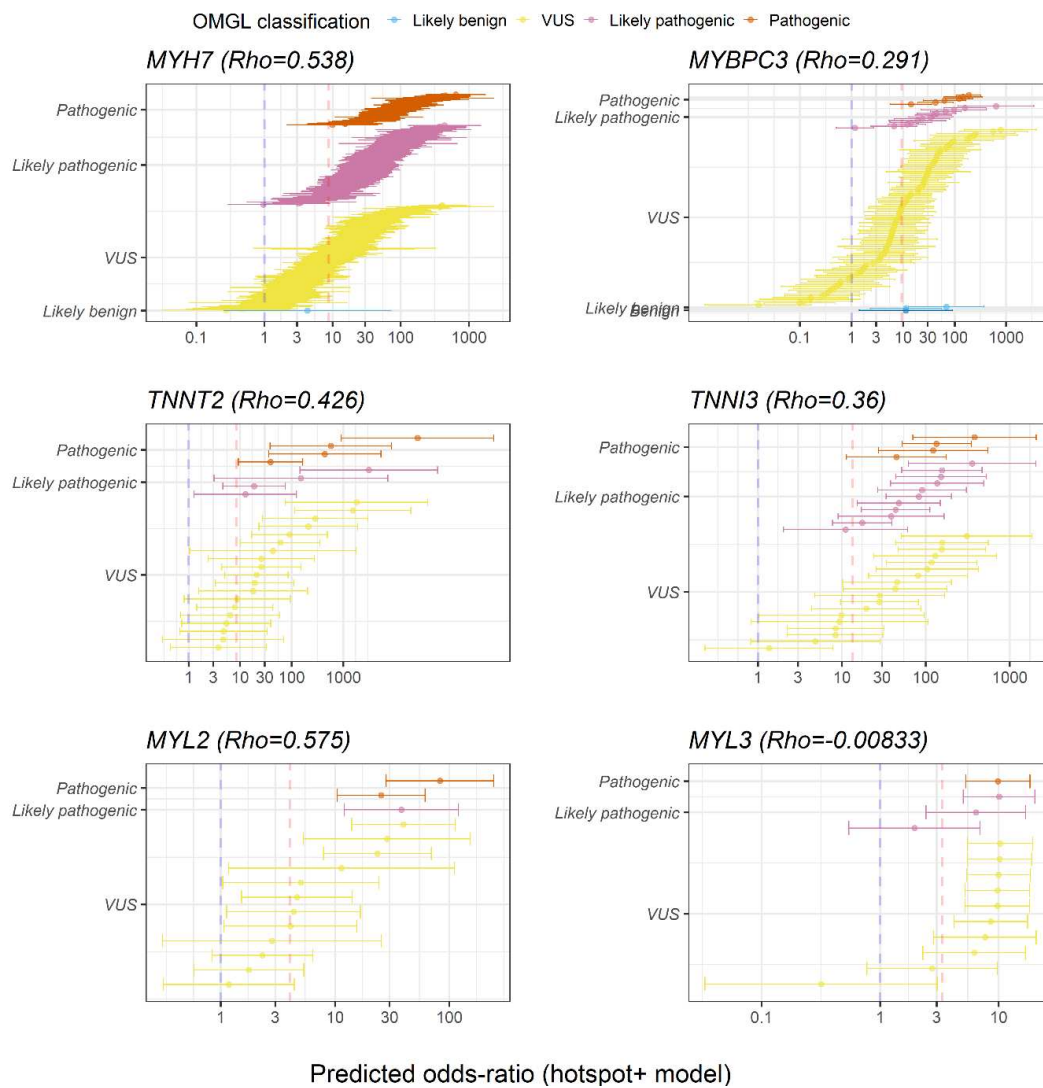 OMGL classification Likely benign VUS Likely pathogenic Pathogenic
MYH7 (Rho=0.538)
Pathogenic
Likely pathogenic
VUS
Likely benign
0.1 1 3 10 30 100 1000
MYBPC3 (Rho=0.291)
Pathogenic
Likely pathogenic
VUS
Likely benign
Benign
0.1 1 3 10 30 100 1000
TNNT2 (Rho=0.426)
Pathogenic
Likely pathogenic
VUS
1 3 10 30 100 1000
TNNI3 (Rho=0.36)
Pathogenic
Likely pathogenic
VUS
1 3 10 30 100 1000
MYL2 (Rho=0.575)
Pathogenic
Likely pathogenic
VUS
1 3 10 30 100
MYL3 (Rho=-0.00833)
Pathogenic
Likely pathogenic
VUS
0.1 1 3 10
Predicted odds-ratio (hotspot+ model)